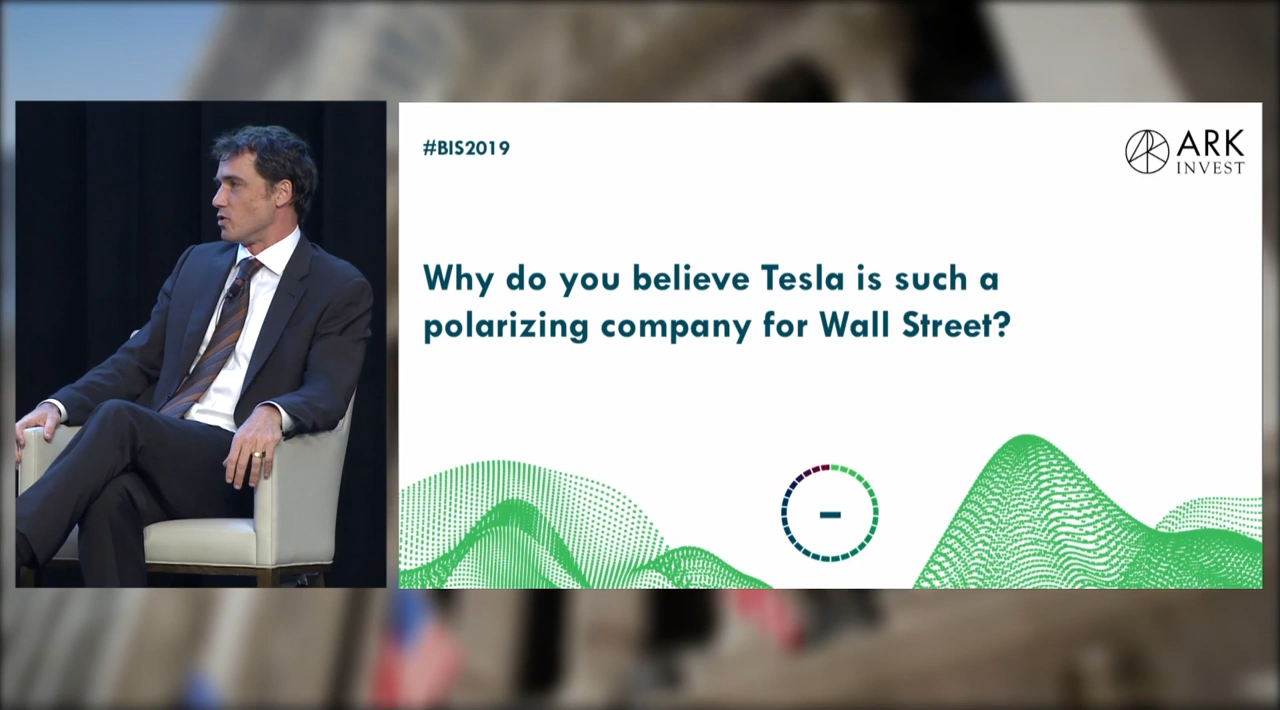 #BIS2019
ARK
INVEST
Why do you believe Tesla is such a
polarizing company for Wall Street?